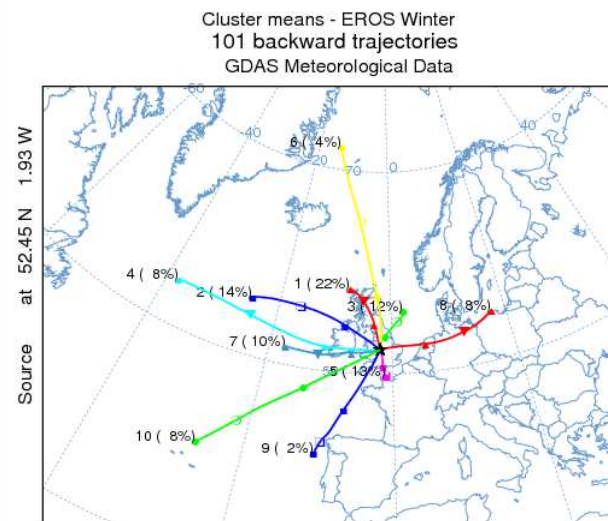 Cluster means - EROS Winter
101 backward trajectories
GDAS Meteorological Data
Source at 52.45 N 1.93 W
60
40
6 ( 4%)
20
70
0
40
4 ( 8%)
2 ( 14%)
1 ( 22%)
3 ( 12%)
8 ( 8%)
7 ( 10%)
5 ( 13%)
10 ( 8%)
9 ( 2%)